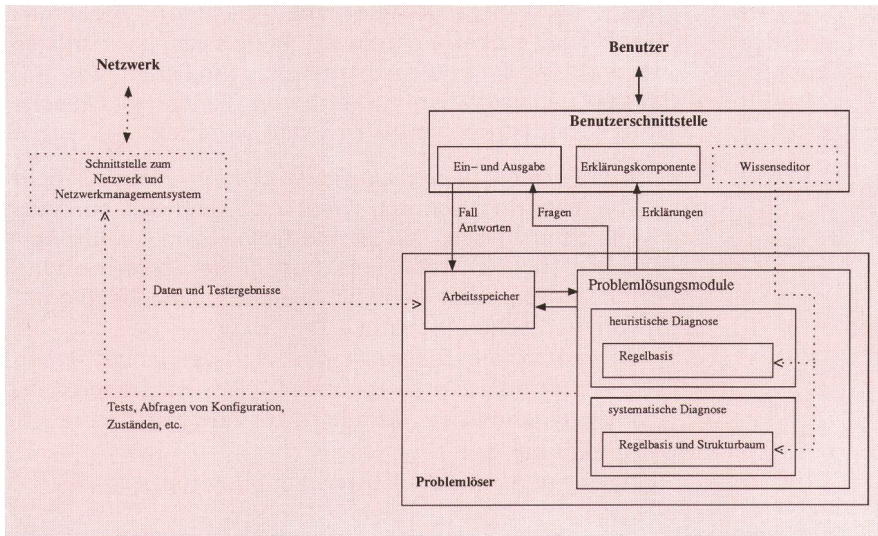 Netzwerk
Benutzer
Benutzerschnittstelle
Schnittstelle zum
Netzwerk und
Netzwerkmanagementsystem
Ein– und Ausgabe
Erklärungskomponente
Wissenseditor
Fall
Antworten
Fragen
Erklärungen
Daten und Testergebnisse
Arbeitsspeicher
Problemlösungsmodule
heuristische Diagnose
Regelbasis
Tests, Abfragen von Konfiguration,
Zuständen, etc.
systematische Diagnose
Regelbasis und Strukturbaum
Problemlöser